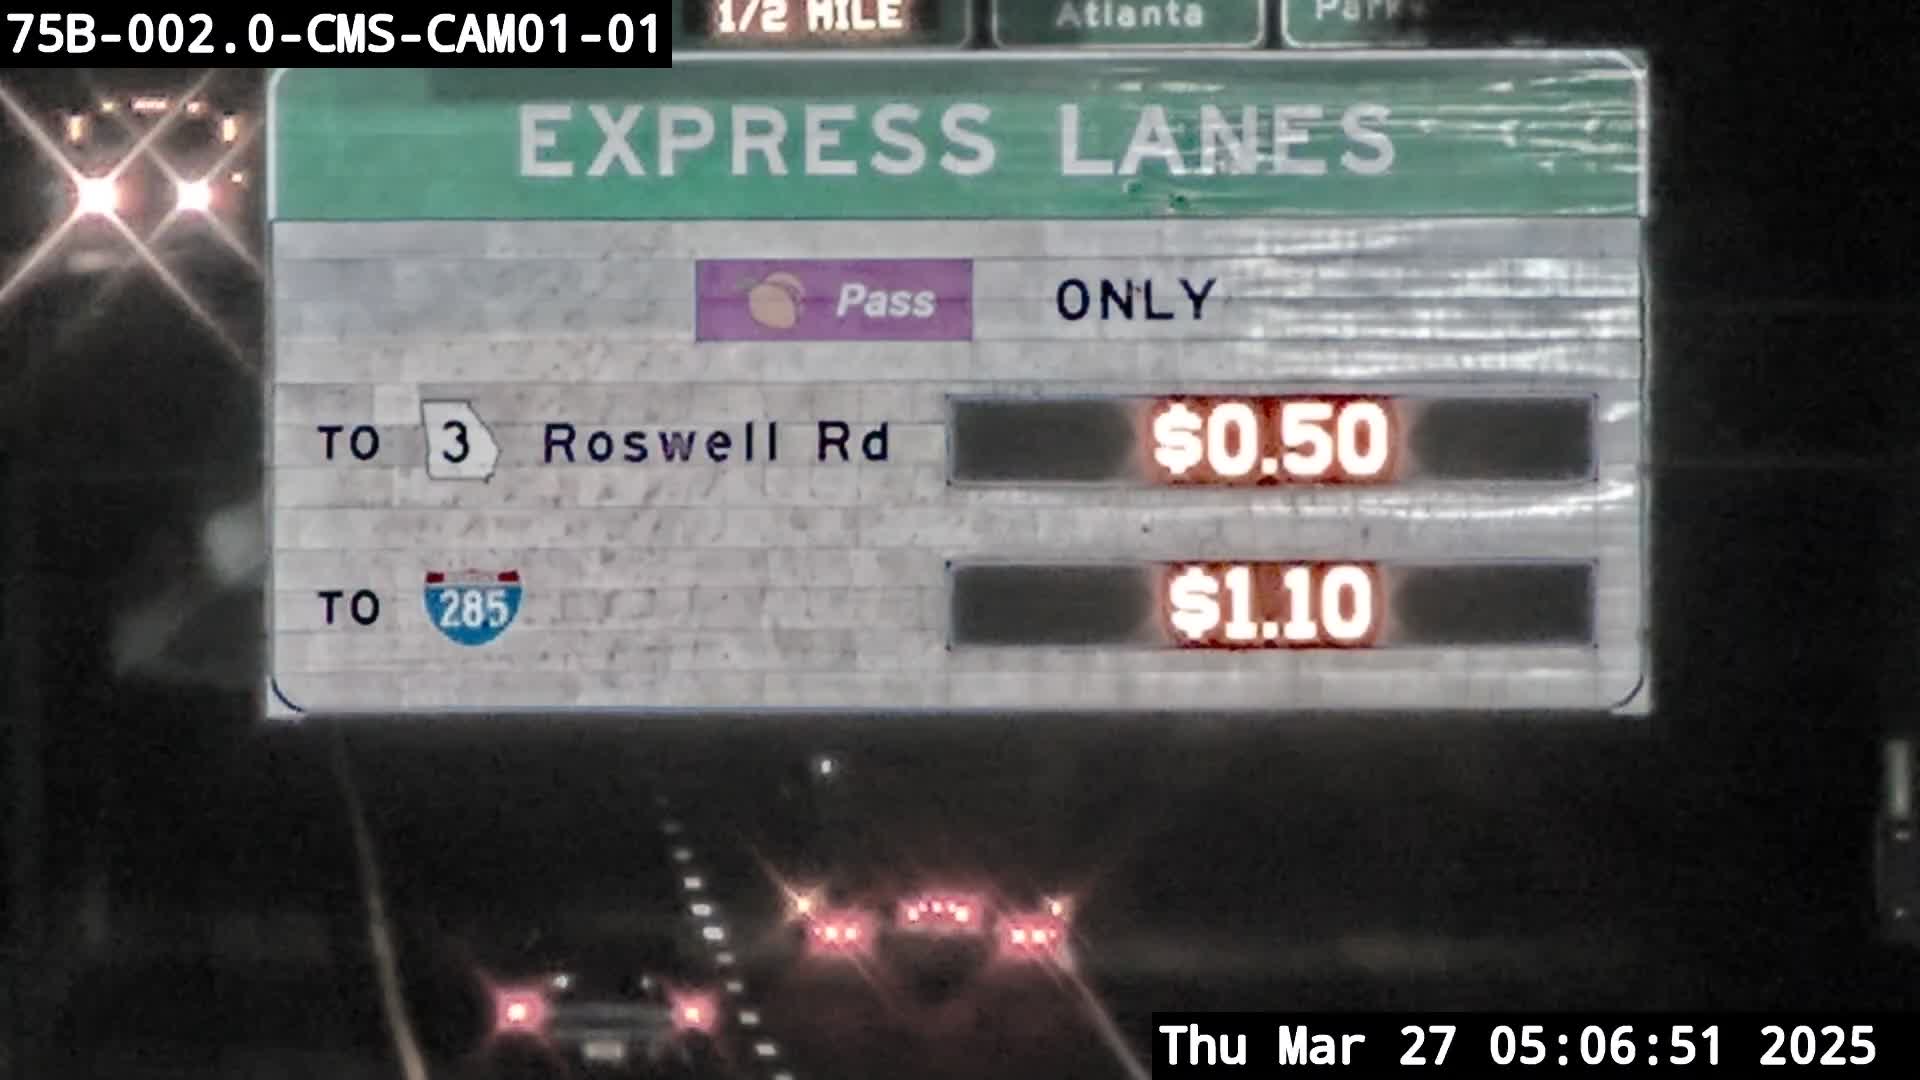 75B-002.0-CMS-CAM01-01
1/2 MILE
Atlanta
EXPRESS LANES
Pass ONLY
TO 3 Roswell Rd $0.50
TO 285 $1.10
Thu Mar 27 05:06:51 2025